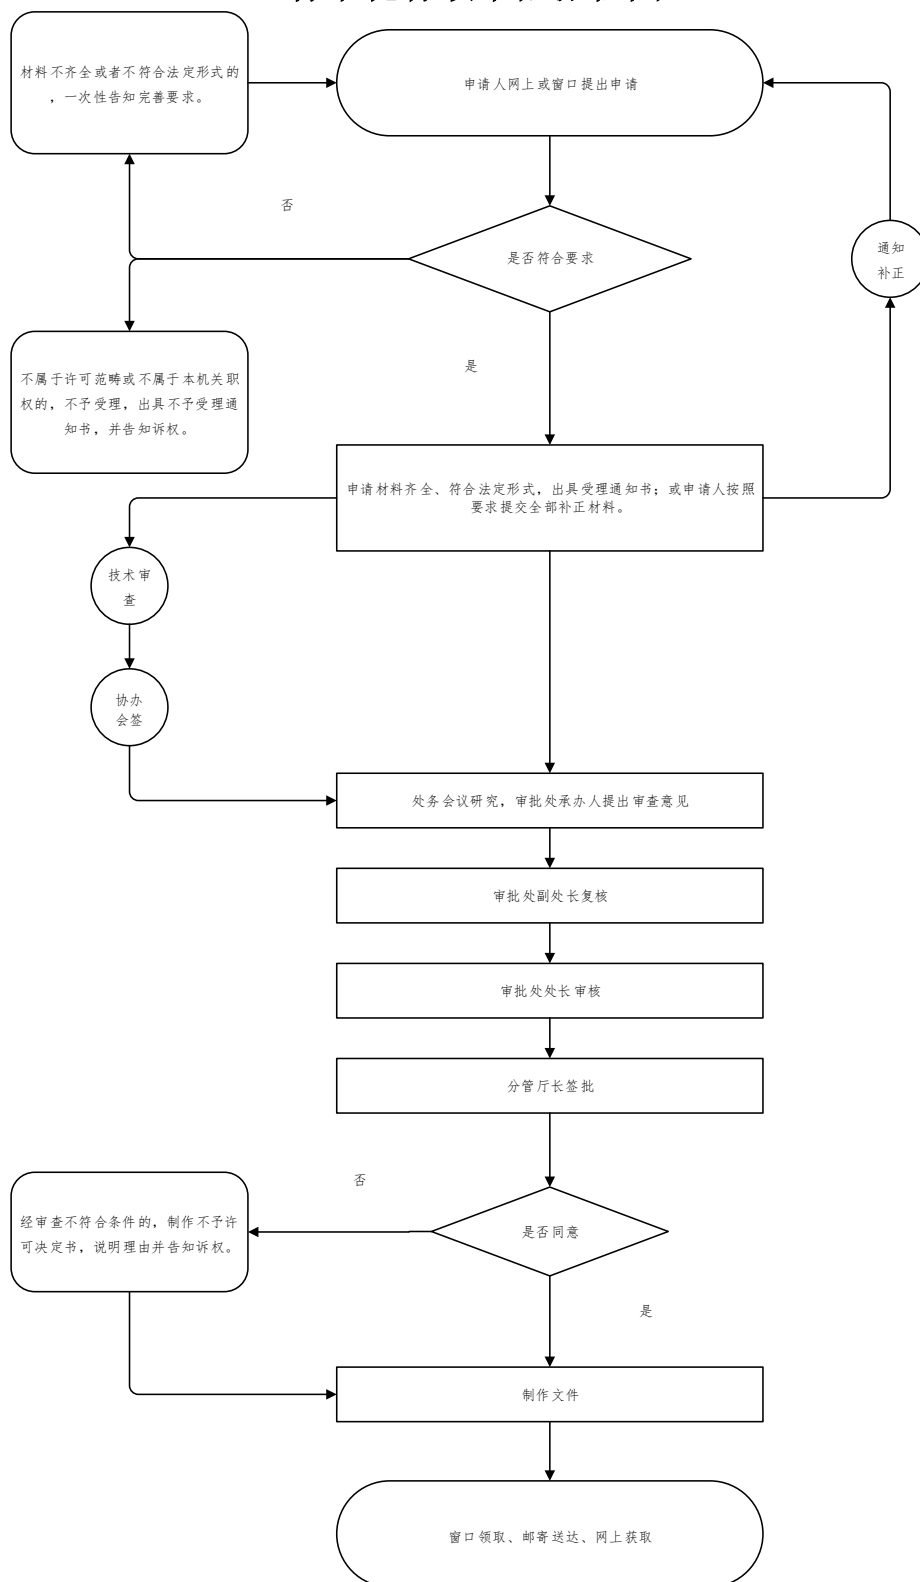 材料不齐全或者不符合法定形式的
，一次性告知完善要求。
申请人网上或窗口提出申请
否
是否符合要求
通知
补正
是
不属于许可范畴或不属于本机关职
权的，不予受理，出具不予受理通
知书，并告知诉权。
申请材料齐全、符合法定形式，出具受理通知书；或申请人按照
要求提交全部补正材料。
技术审
查
协办
会签
处务会议研究，审批处承办人提出审查意见
审批处副处长复核
审批处处长审核
分管厅长签批
否
经审查不符合条件的，制作不予许
可决定书，说明理由并告知诉权。
是否同意
是
制作文件
窗口领取、邮寄送达、网上获取